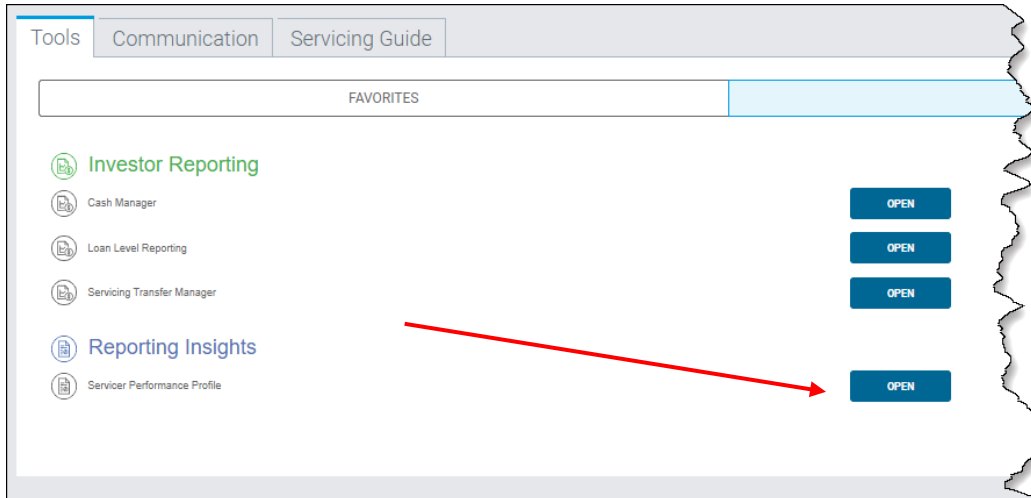 Tools Communication Servicing Guide
FAVORITES
Investor Reporting
Cash Manager OPEN
Loan Level Reporting OPEN
Servicing Transfer Manager OPEN
Reporting Insights
Servicer Performance Profile OPEN